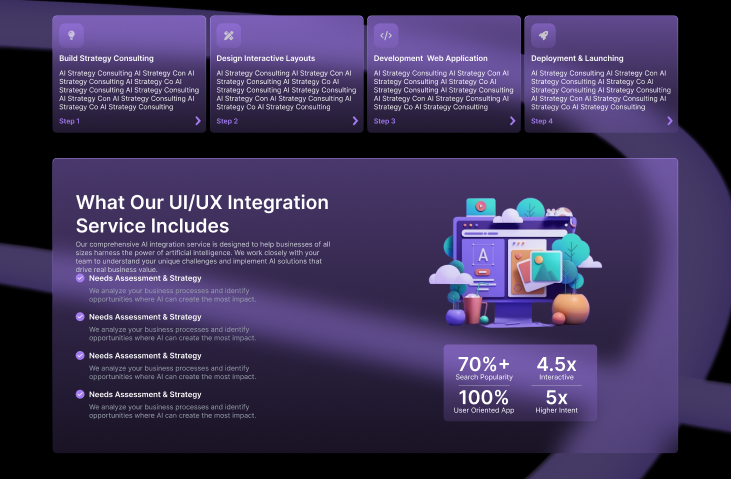 Build Strategy Consulting
AI Strategy Consulting AI Strategy Con AI
Strategy Consulting AI Strategy Co AI
Strategy Consulting AI Strategy Consulting
AI Strategy Con AI Strategy Consulting AI
Strategy Co AI Strategy Consulting
Step 1
Design Interactive Layouts
AI Strategy Consulting AI Strategy Con AI
Strategy Consulting AI Strategy Co AI
Strategy Consulting AI Strategy Consulting
AI Strategy Con AI Strategy Consulting AI
Strategy Co AI Strategy Consulting
Step 2
Development Web Application
AI Strategy Consulting AI Strategy Con AI
Strategy Consulting AI Strategy Co AI
Strategy Consulting AI Strategy Consulting
AI Strategy Con AI Strategy Consulting AI
Strategy Co AI Strategy Consulting
Step 3
Deployment & Launching
AI Strategy Consulting AI Strategy Con AI
Strategy Consulting AI Strategy Co AI
Strategy Consulting AI Strategy Consulting
AI Strategy Con AI Strategy Consulting AI
Strategy Co AI Strategy Consulting
Step 4
What Our UI/UX Integration
Service Includes
Our comprehensive AI integration service is designed to help businesses of all
sizes harness the power of artificial intelligence. We work closely with your
team to understand your unique challenges and implement AI solutions that
drive real business value.
Needs Assessment & Strategy
We analyze your business processes and identify
opportunities where AI can create the most impact.
Needs Assessment & Strategy
We analyze your business processes and identify
opportunities where AI can create the most impact.
Needs Assessment & Strategy
We analyze your business processes and identify
opportunities where AI can create the most impact.
Needs Assessment & Strategy
We analyze your business processes and identify
opportunities where AI can create the most impact.
A
70%+
Search Popularity
4.5x
Interactive
100%
User Oriented App
5x
Higher Intent